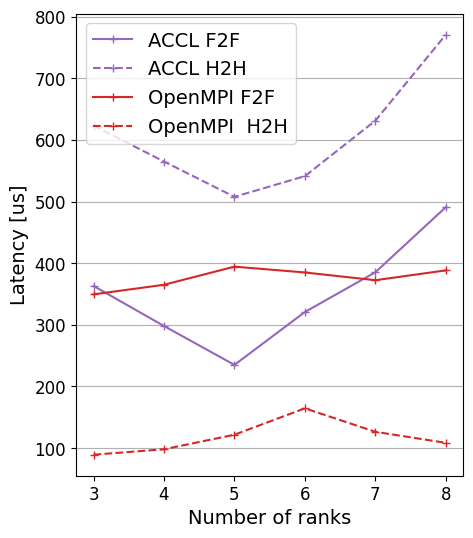 800
700
600
500
400
300
200
100
Latency [us]
ACCL F2F
ACCL H2H
OpenMPI F2F
OpenMPI  H2H
3 4 5 6 7 8
Number of ranks